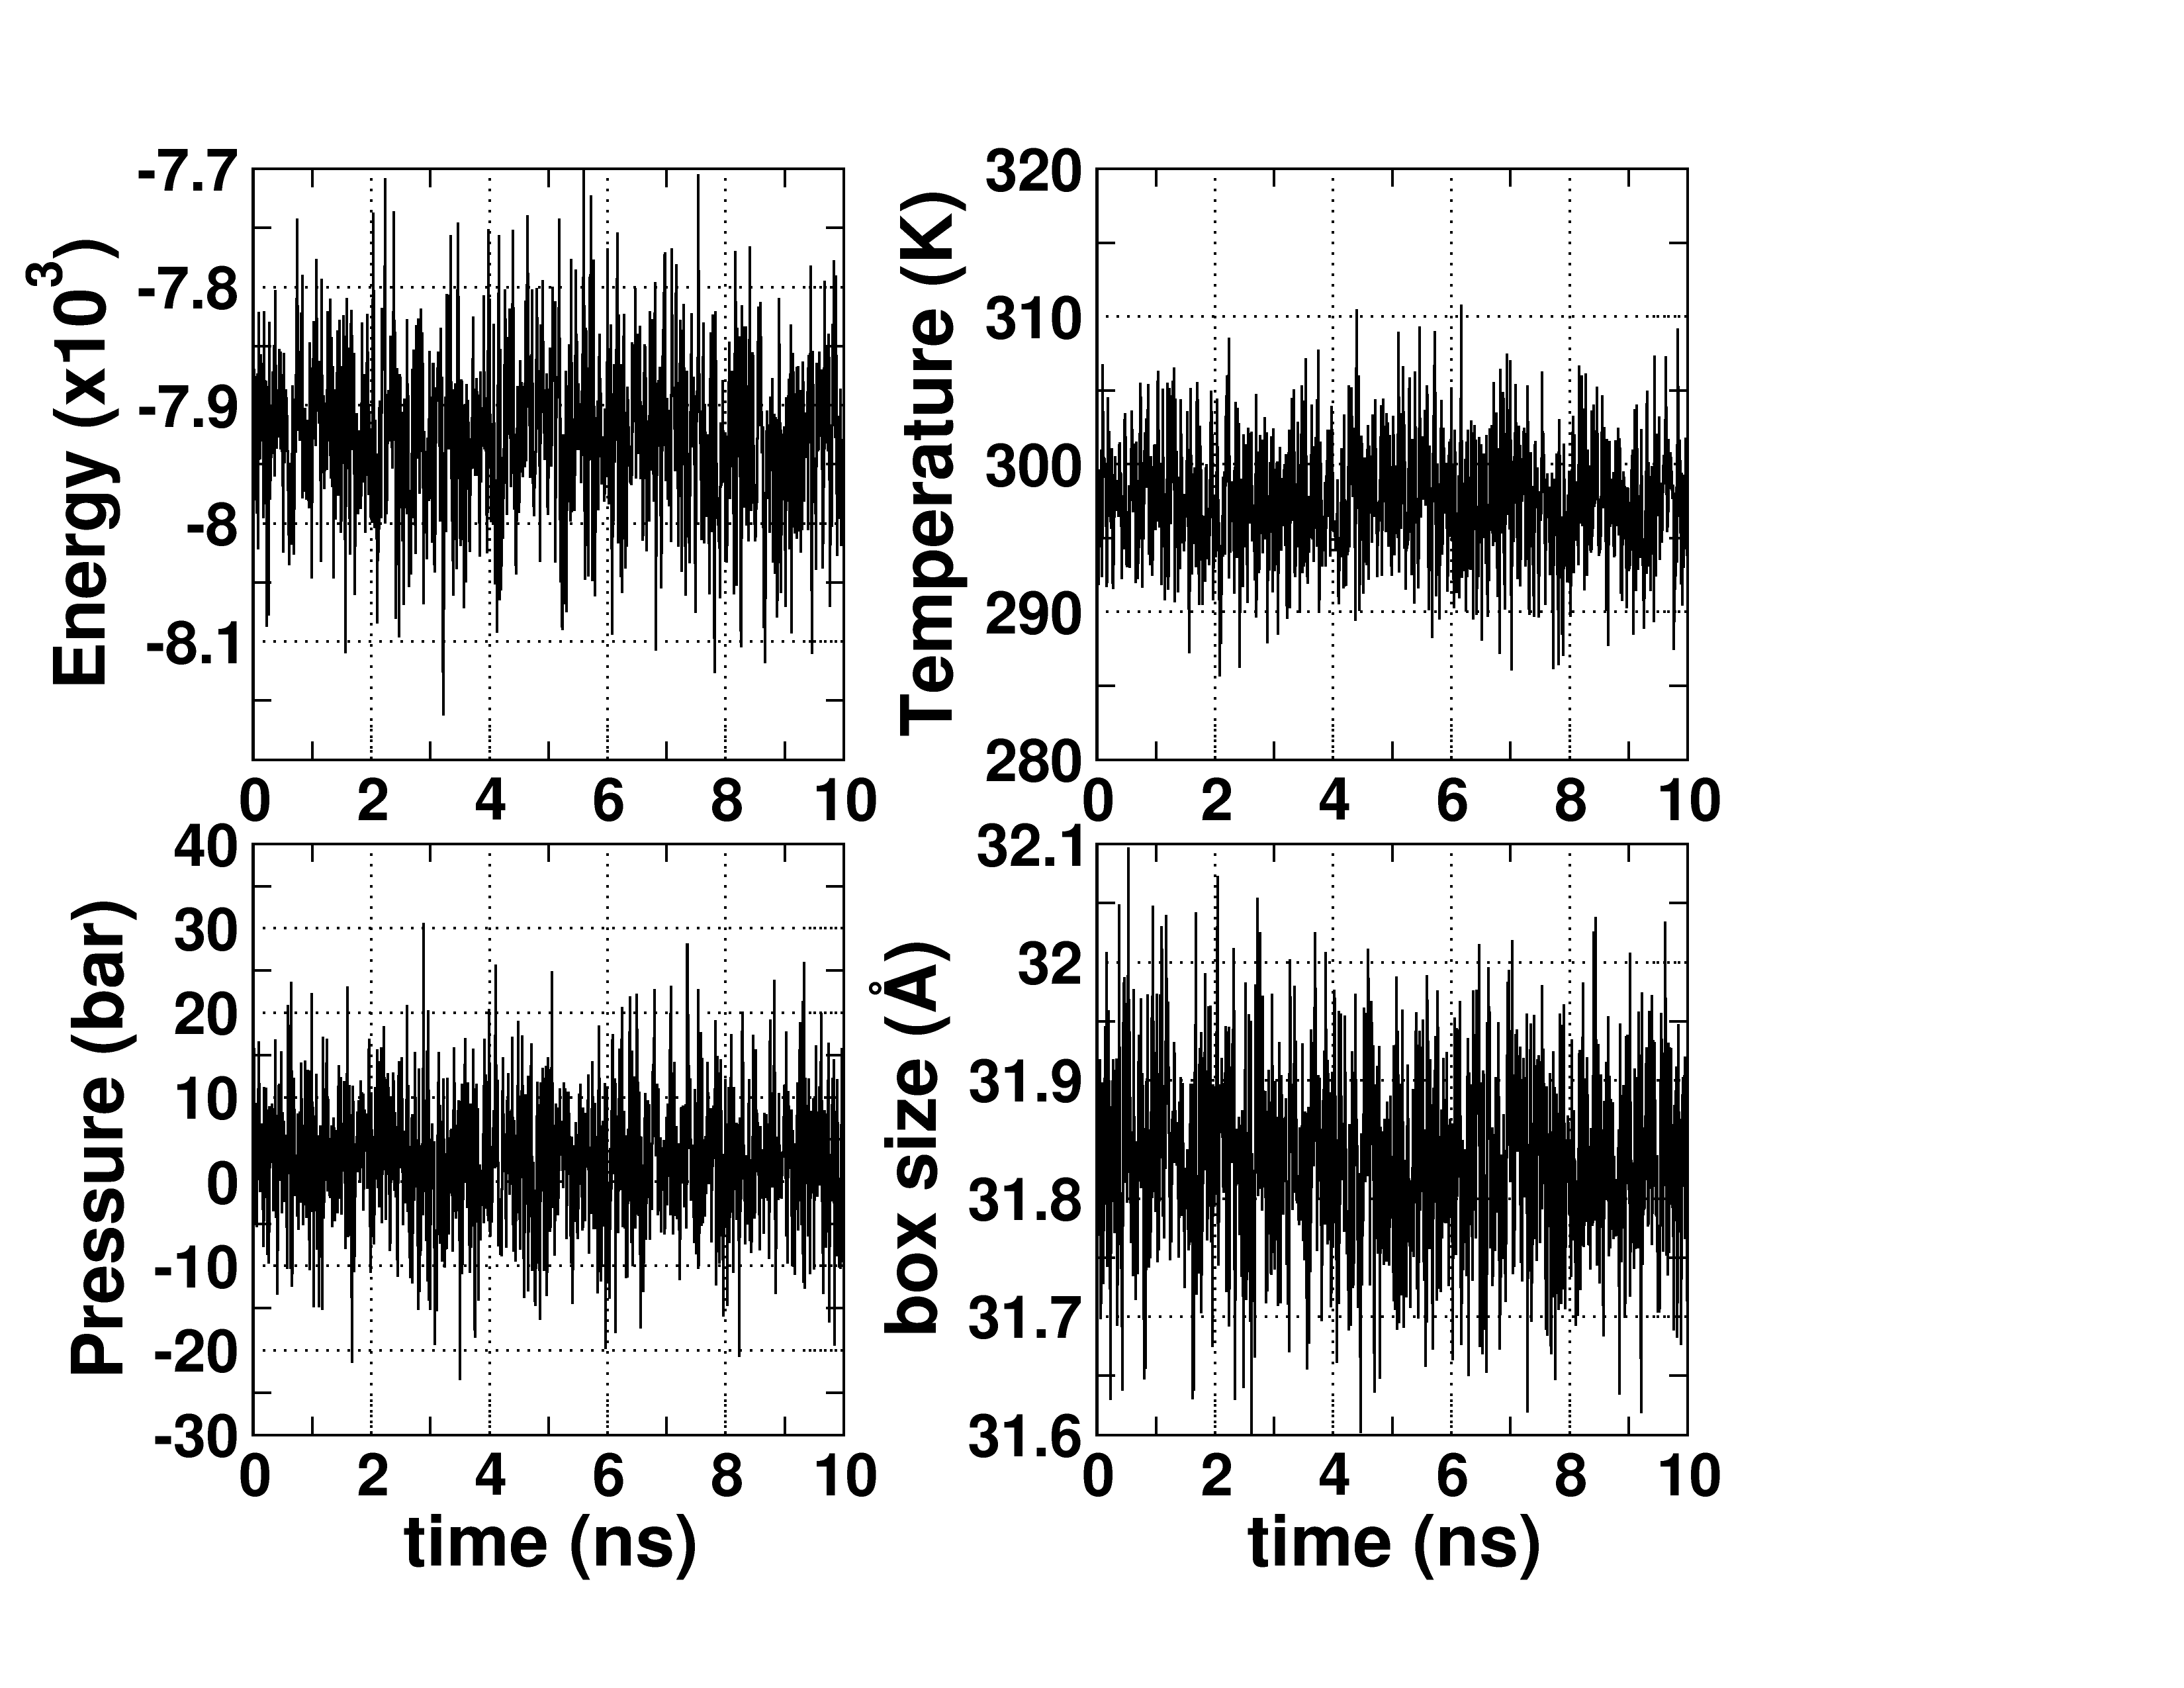 Energy (x10^3)
-7.7
-7.8
-7.9
-8
-8.1
0 2 4 6 8 10
Temperature (K)
320
310
300
290
280
0 2 4 6 8 10
Pressure (bar)
40
30
20
10
0
-10
-20
-30
0 2 4 6 8 10
time (ns)
box size (Å)
32.1
32
31.9
31.8
31.7
31.6
0 2 4 6 8 10
time (ns)